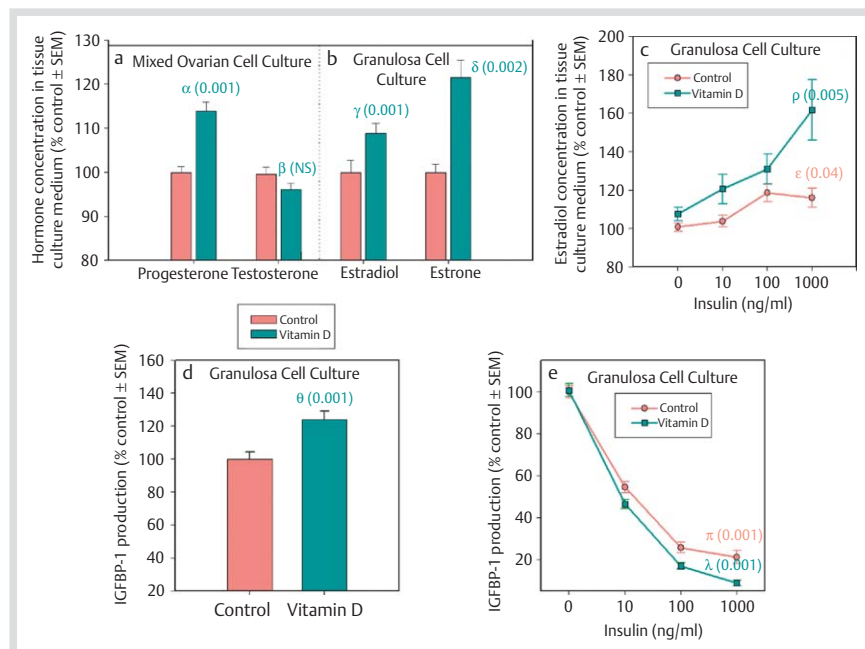 Hormone concentration in tissue
culture medium (% control ± SEM)
130
120
110
100
90
80
a Mixed Ovarian Cell Culture
α (0.001)
β (NS)
Progesterone Testosterone
b Granulosa Cell
Culture
γ (0.001)
δ (0.002)
Estradiol Estrone
Control
Vitamin D
Estradiol concentration in tissue
culture medium (% control ± SEM)
200
180
160
140
120
100
80
c Granulosa Cell Culture
Control
Vitamin D
ρ (0.005)
ε (0.04)
0 10 100 1000
Insulin (ng/ml)
IGFBP-1 production (% control ± SEM)
160
140
120
100
80
60
40
20
d Granulosa Cell Culture
θ (0.001)
Control Vitamin D
IGFBP-1 production (% control ± SEM)
100
80
60
40
20
e Granulosa Cell Culture
Control
Vitamin D
π (0.001)
λ (0.001)
0 10 100 1000
Insulin (ng/ml)